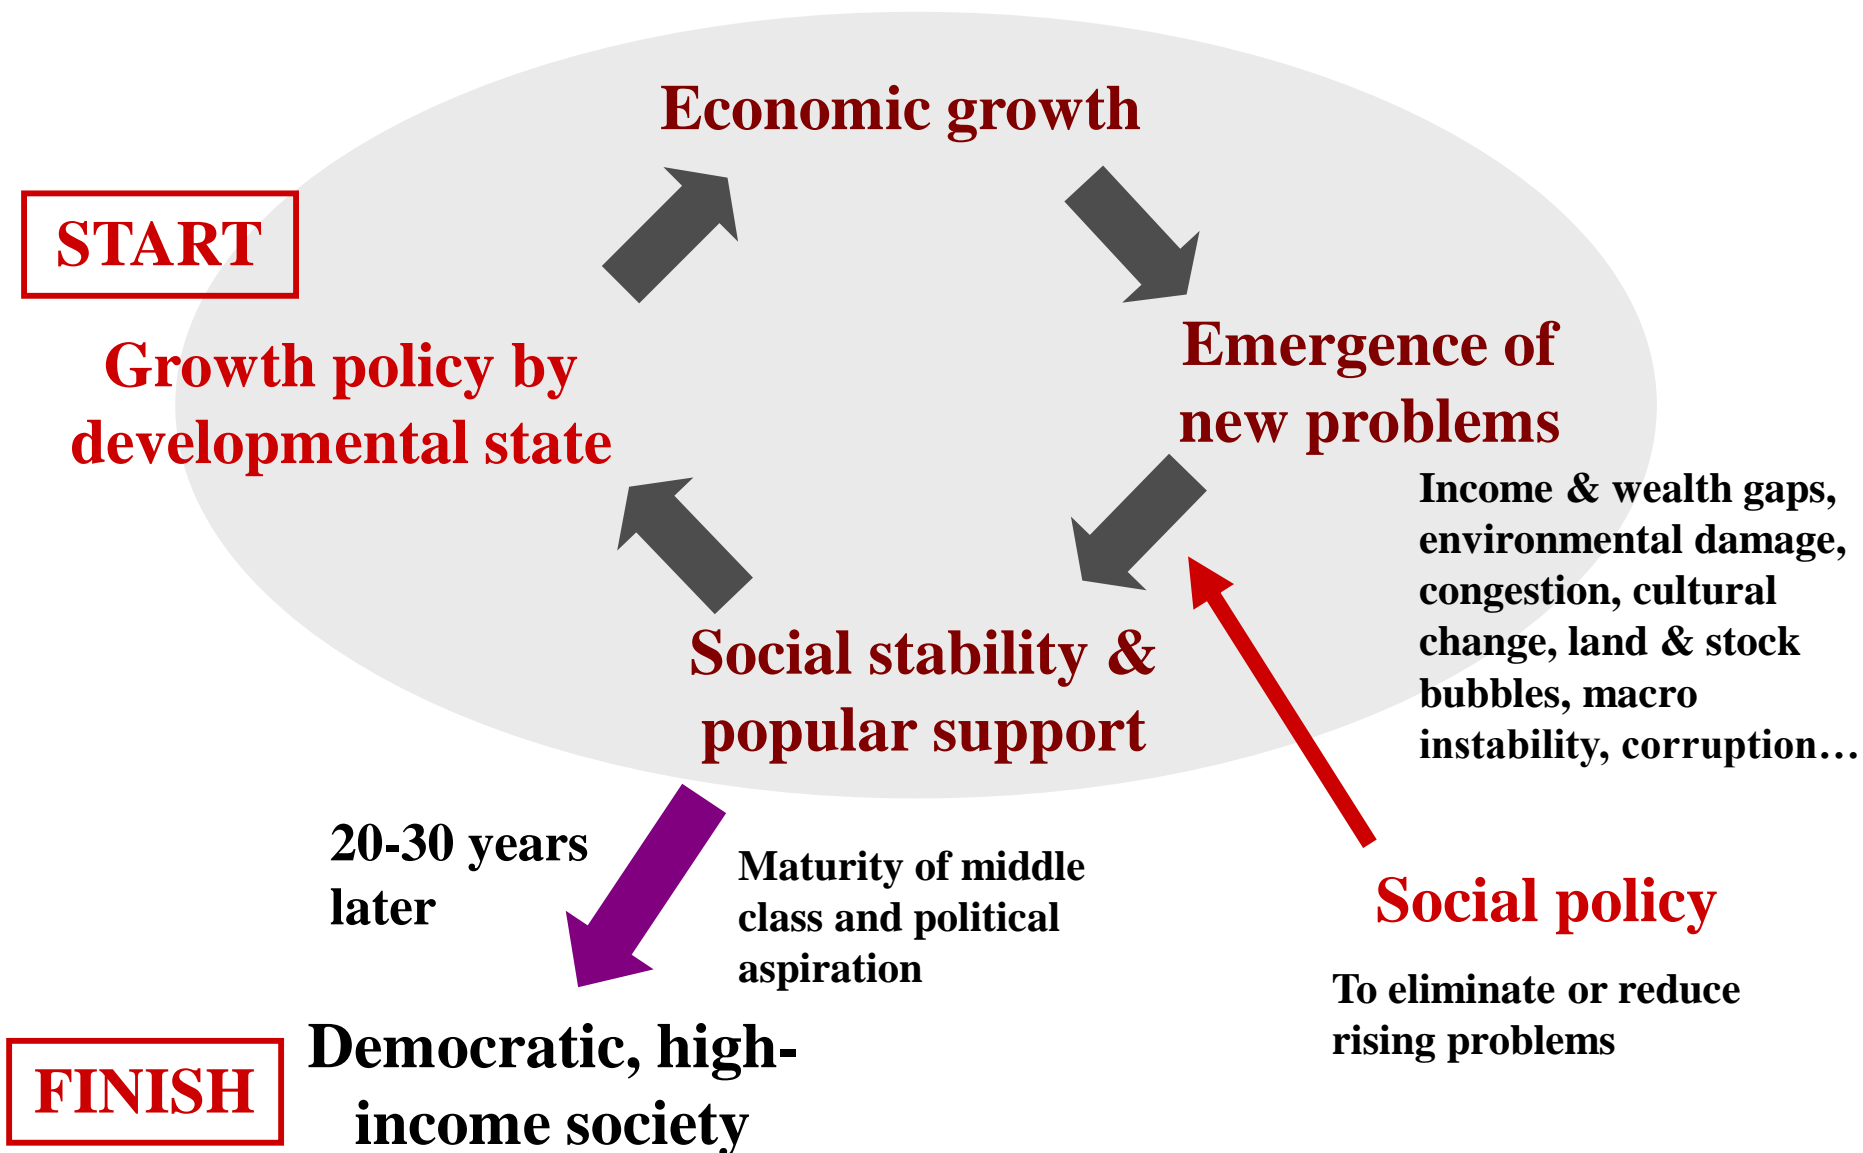 Economic growth
START
Growth policy by
developmental state
Emergence of
new problems
Income & wealth gaps,
environmental damage,
congestion, cultural
change, land & stock
bubbles, macro
instability, corruption…
Social stability &
popular support
20-30 years
later
Maturity of middle
class and political
aspiration
Social policy
To eliminate or reduce
rising problems
FINISH
Democratic, high-
income society